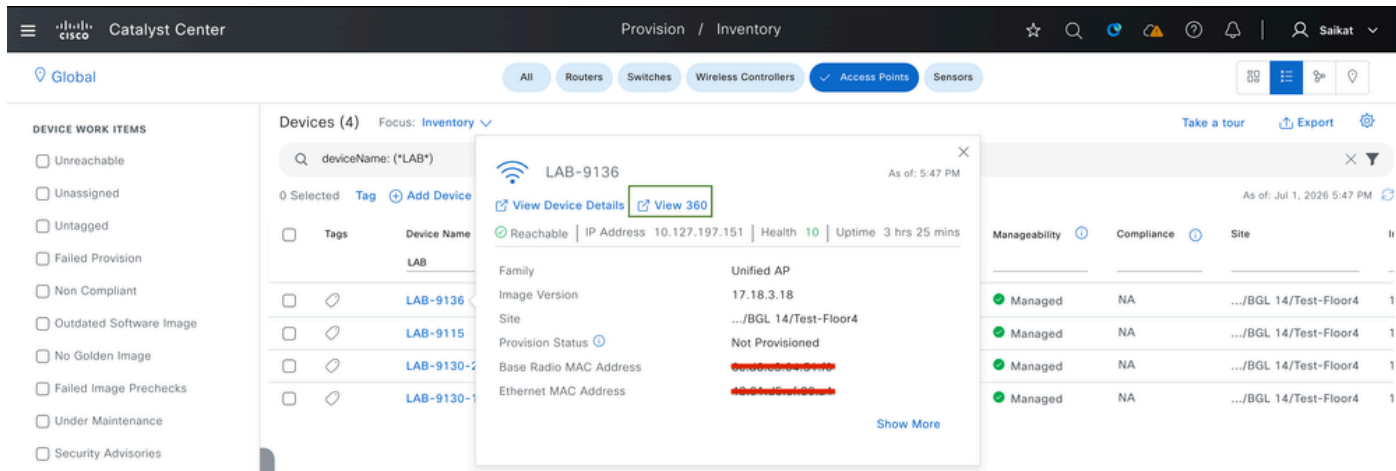 cisco Catalyst Center Provision / Inventory Saikat
Global All Routers Switches Wireless Controllers Access Points Sensors
DEVICE WORK ITEMS
Unreachable
Unassigned
Untagged
Failed Provision
Non Compliant
Outdated Software Image
No Golden Image
Failed Image Prechecks
Under Maintenance
Security Advisories
Devices (4) Focus: Inventory Take a tour Export
deviceName: (*LAB*)
0 Selected Tag Add Device As of: Jul 1, 2026 5:47 PM
Tags Device Name Manageability Compliance Site
LAB
LAB-9136 Managed NA .../BGL 14/Test-Floor4 1
LAB-9115 Managed NA .../BGL 14/Test-Floor4 1
LAB-9130-2 Managed NA .../BGL 14/Test-Floor4 1
LAB-9130-1 Managed NA .../BGL 14/Test-Floor4 1
LAB-9136 As of: 5:47 PM
View Device Details View 360
Reachable | IP Address 10.127.197.151 | Health 10 | Uptime 3 hrs 25 mins
Family Unified AP
Image Version 17.18.3.18
Site .../BGL 14/Test-Floor4
Provision Status Not Provisioned
Base Radio MAC Address
Ethernet MAC Address
Show More